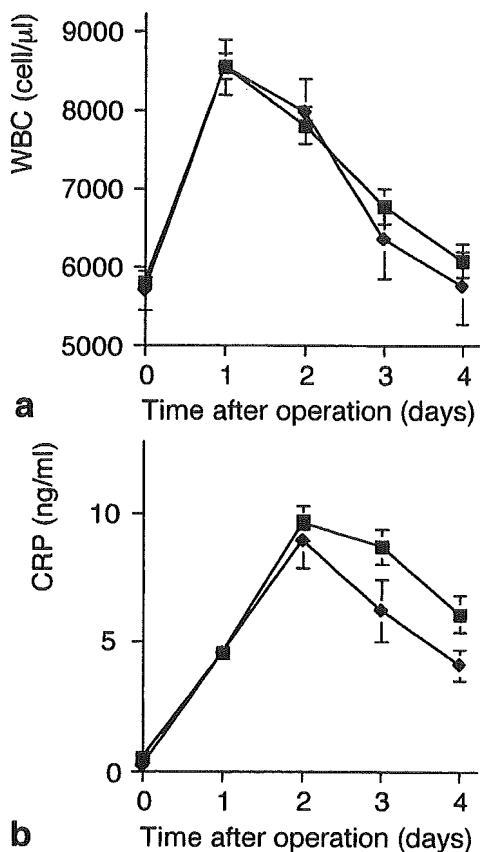 WBC (cell/µl)
9000
8000
7000
6000
5000
0 1 2 3 4
a
Time after operation (days)
CRP (ng/ml)
10
5
0
0 1 2 3 4
b
Time after operation (days)